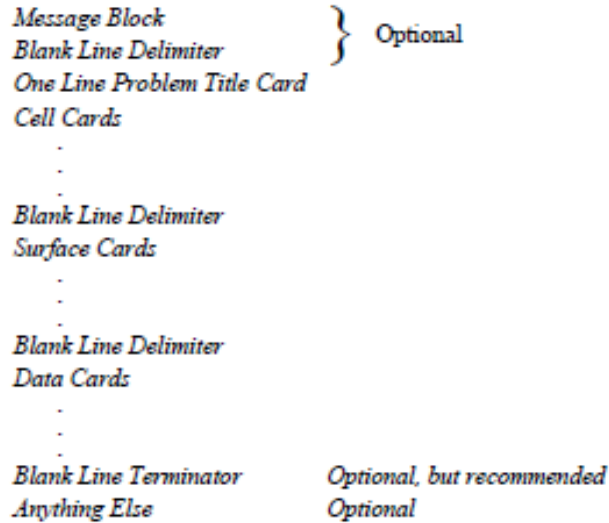 Message Block
Blank Line Delimiter
} Optional
One Line Problem Title Card
Cell Cards
.
.
.
Blank Line Delimiter
Surface Cards
.
.
.
Blank Line Delimiter
Data Cards
.
.
.
Blank Line Terminator Optional, but recommended
Anything Else Optional